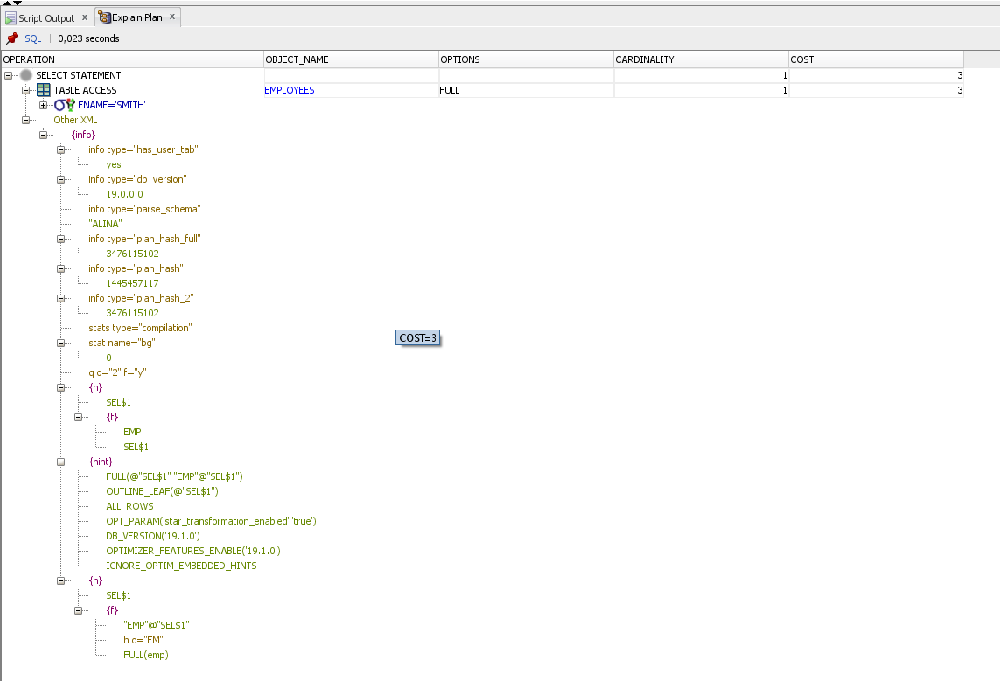 Script Output x Explain Plan x
SQL | 0,023 seconds
OPERATION OBJECT_NAME OPTIONS CARDINALITY COST
SELECT STATEMENT 1 3
TABLE ACCESS EMPLOYEES FULL 1 3
ENAME='SMITH'
Other XML
{info}
info type="has_user_tab"
yes
info type="db_version"
19.0.0.0
info type="parse_schema"
"ALINA"
info type="plan_hash_full"
3476115102
info type="plan_hash"
1445457117
info type="plan_hash_2"
3476115102
stats type="compilation"
COST=3
stat name="bg"
0
q o="2" f="y"
{n}
SEL$1
{t}
EMP
SEL$1
{hint}
FULL(@"SEL$1" "EMP"@"SEL$1")
OUTLINE_LEAF(@"SEL$1")
ALL_ROWS
OPT_PARAM('star_transformation_enabled' 'true')
DB_VERSION('19.1.0')
OPTIMIZER_FEATURES_ENABLE('19.1.0')
IGNORE_OPTIM_EMBEDDED_HINTS
{n}
SEL$1
{f}
"EMP"@"SEL$1"
h o="EM"
FULL(emp)